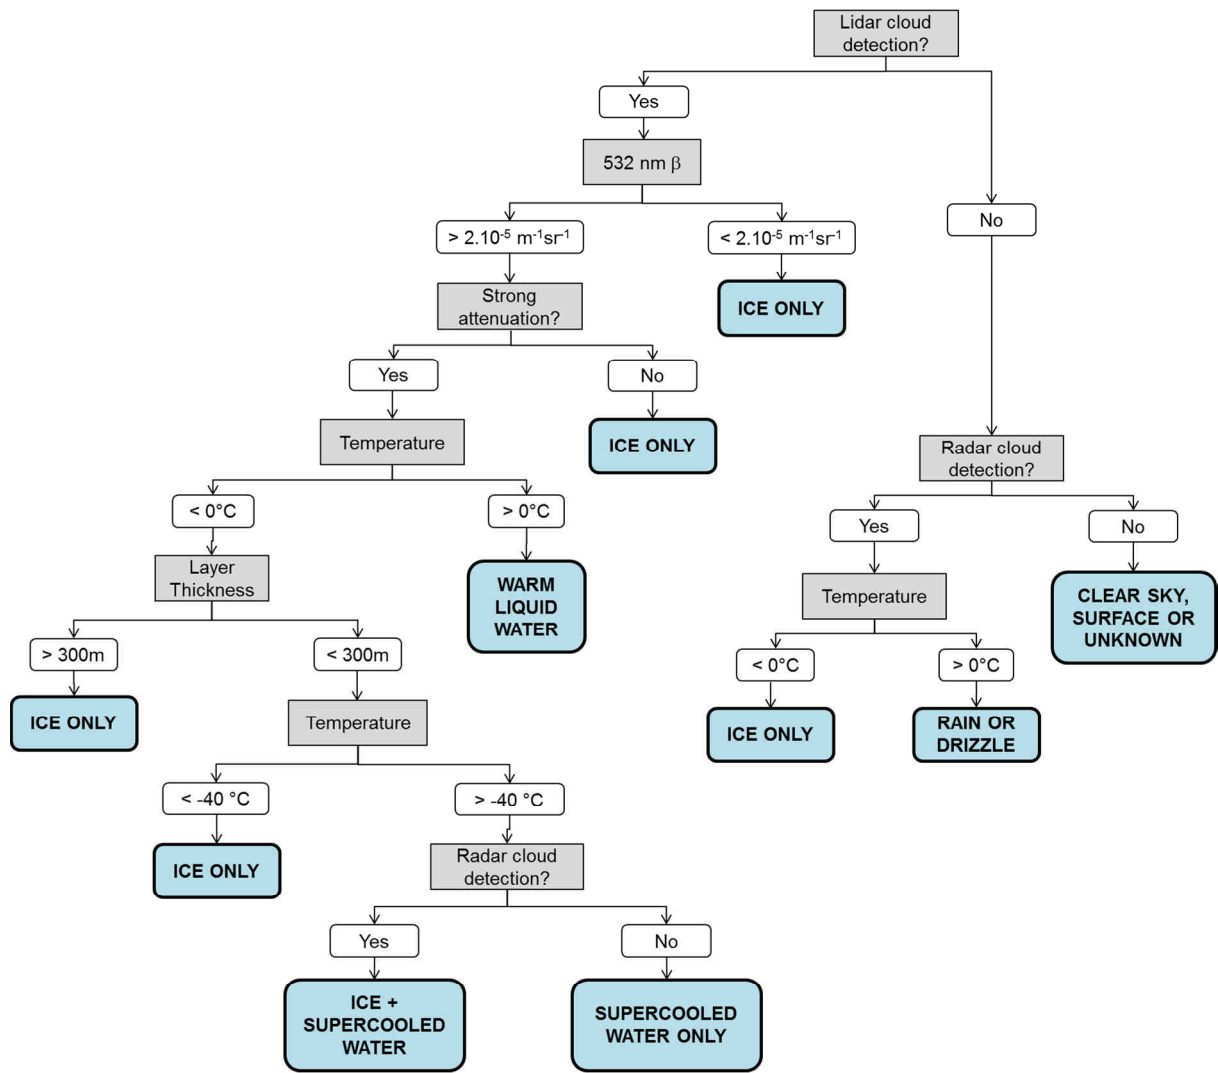 Lidar cloud
detection?
Yes
532 nm β
No
> 2.10⁻⁵ m⁻¹sr⁻¹
< 2.10⁻⁵ m⁻¹sr⁻¹
Strong
attenuation?
ICE ONLY
Yes
No
Temperature
ICE ONLY
Radar cloud
detection?
< 0°C
> 0°C
Yes
No
Layer
Thickness
WARM
LIQUID
WATER
Temperature
CLEAR SKY,
SURFACE OR
UNKNOWN
> 300m
< 300m
< 0°C
> 0°C
ICE ONLY
Temperature
ICE ONLY
RAIN OR
DRIZZLE
< -40 °C
> -40 °C
ICE ONLY
Radar cloud
detection?
Yes
No
ICE +
SUPERCOOLED
WATER
SUPERCOOLED
WATER ONLY